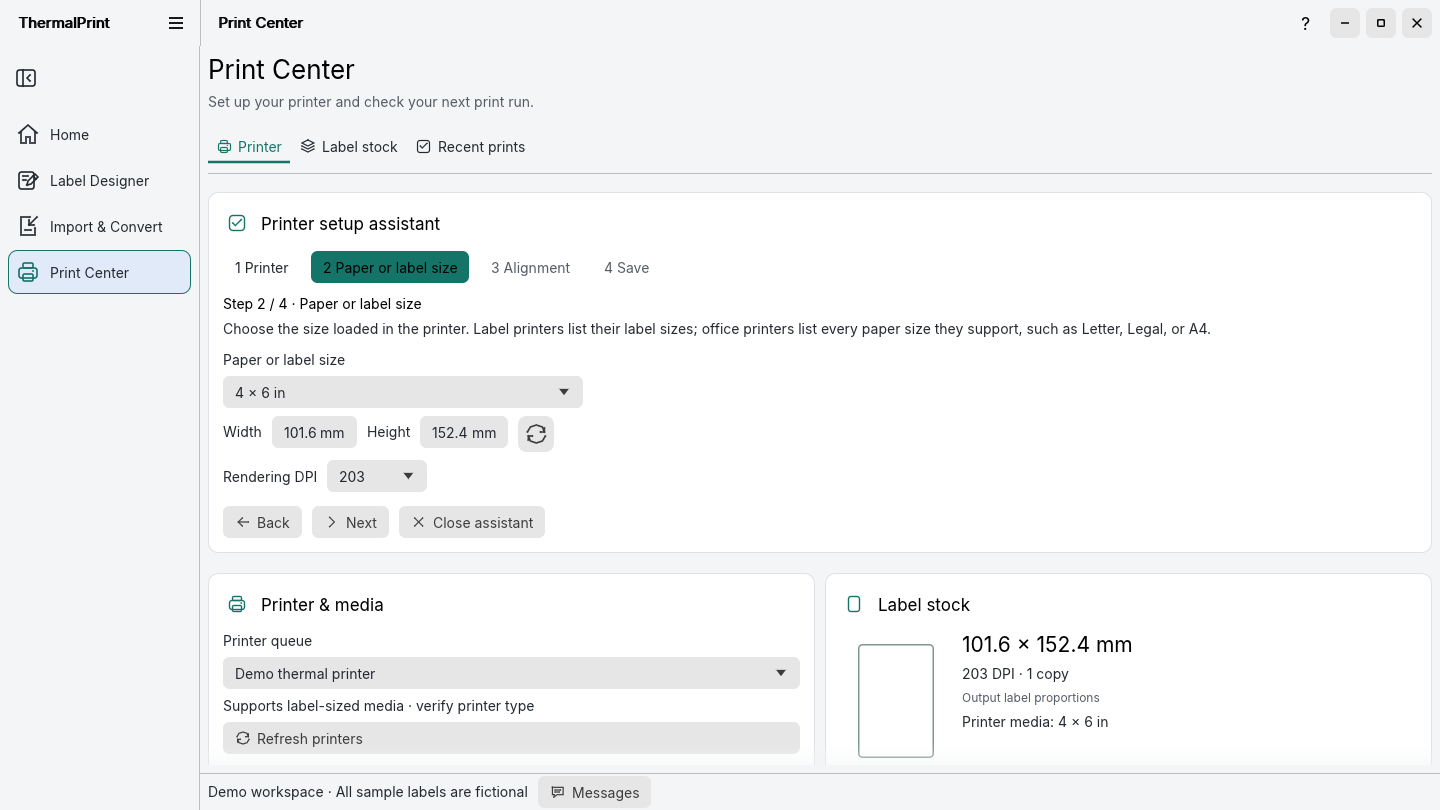 ThermalPrint
Print Center
?
Home
Label Designer
Import & Convert
Print Center
Print Center
Set up your printer and check your next print run.
Printer
Label stock
Recent prints
Printer setup assistant
1 Printer
2 Paper or label size
3 Alignment
4 Save
Step 2 / 4 · Paper or label size
Choose the size loaded in the printer. Label printers list their label sizes; office printers list every paper size they support, such as Letter, Legal, or A4.
Paper or label size
4 × 6 in
Width 101.6 mm Height 152.4 mm
Rendering DPI 203
Back
Next
Close assistant
Printer & media
Printer queue
Demo thermal printer
Supports label-sized media · verify printer type
Refresh printers
Label stock
101.6 × 152.4 mm
203 DPI · 1 copy
Output label proportions
Printer media: 4 × 6 in
Demo workspace · All sample labels are fictional
Messages